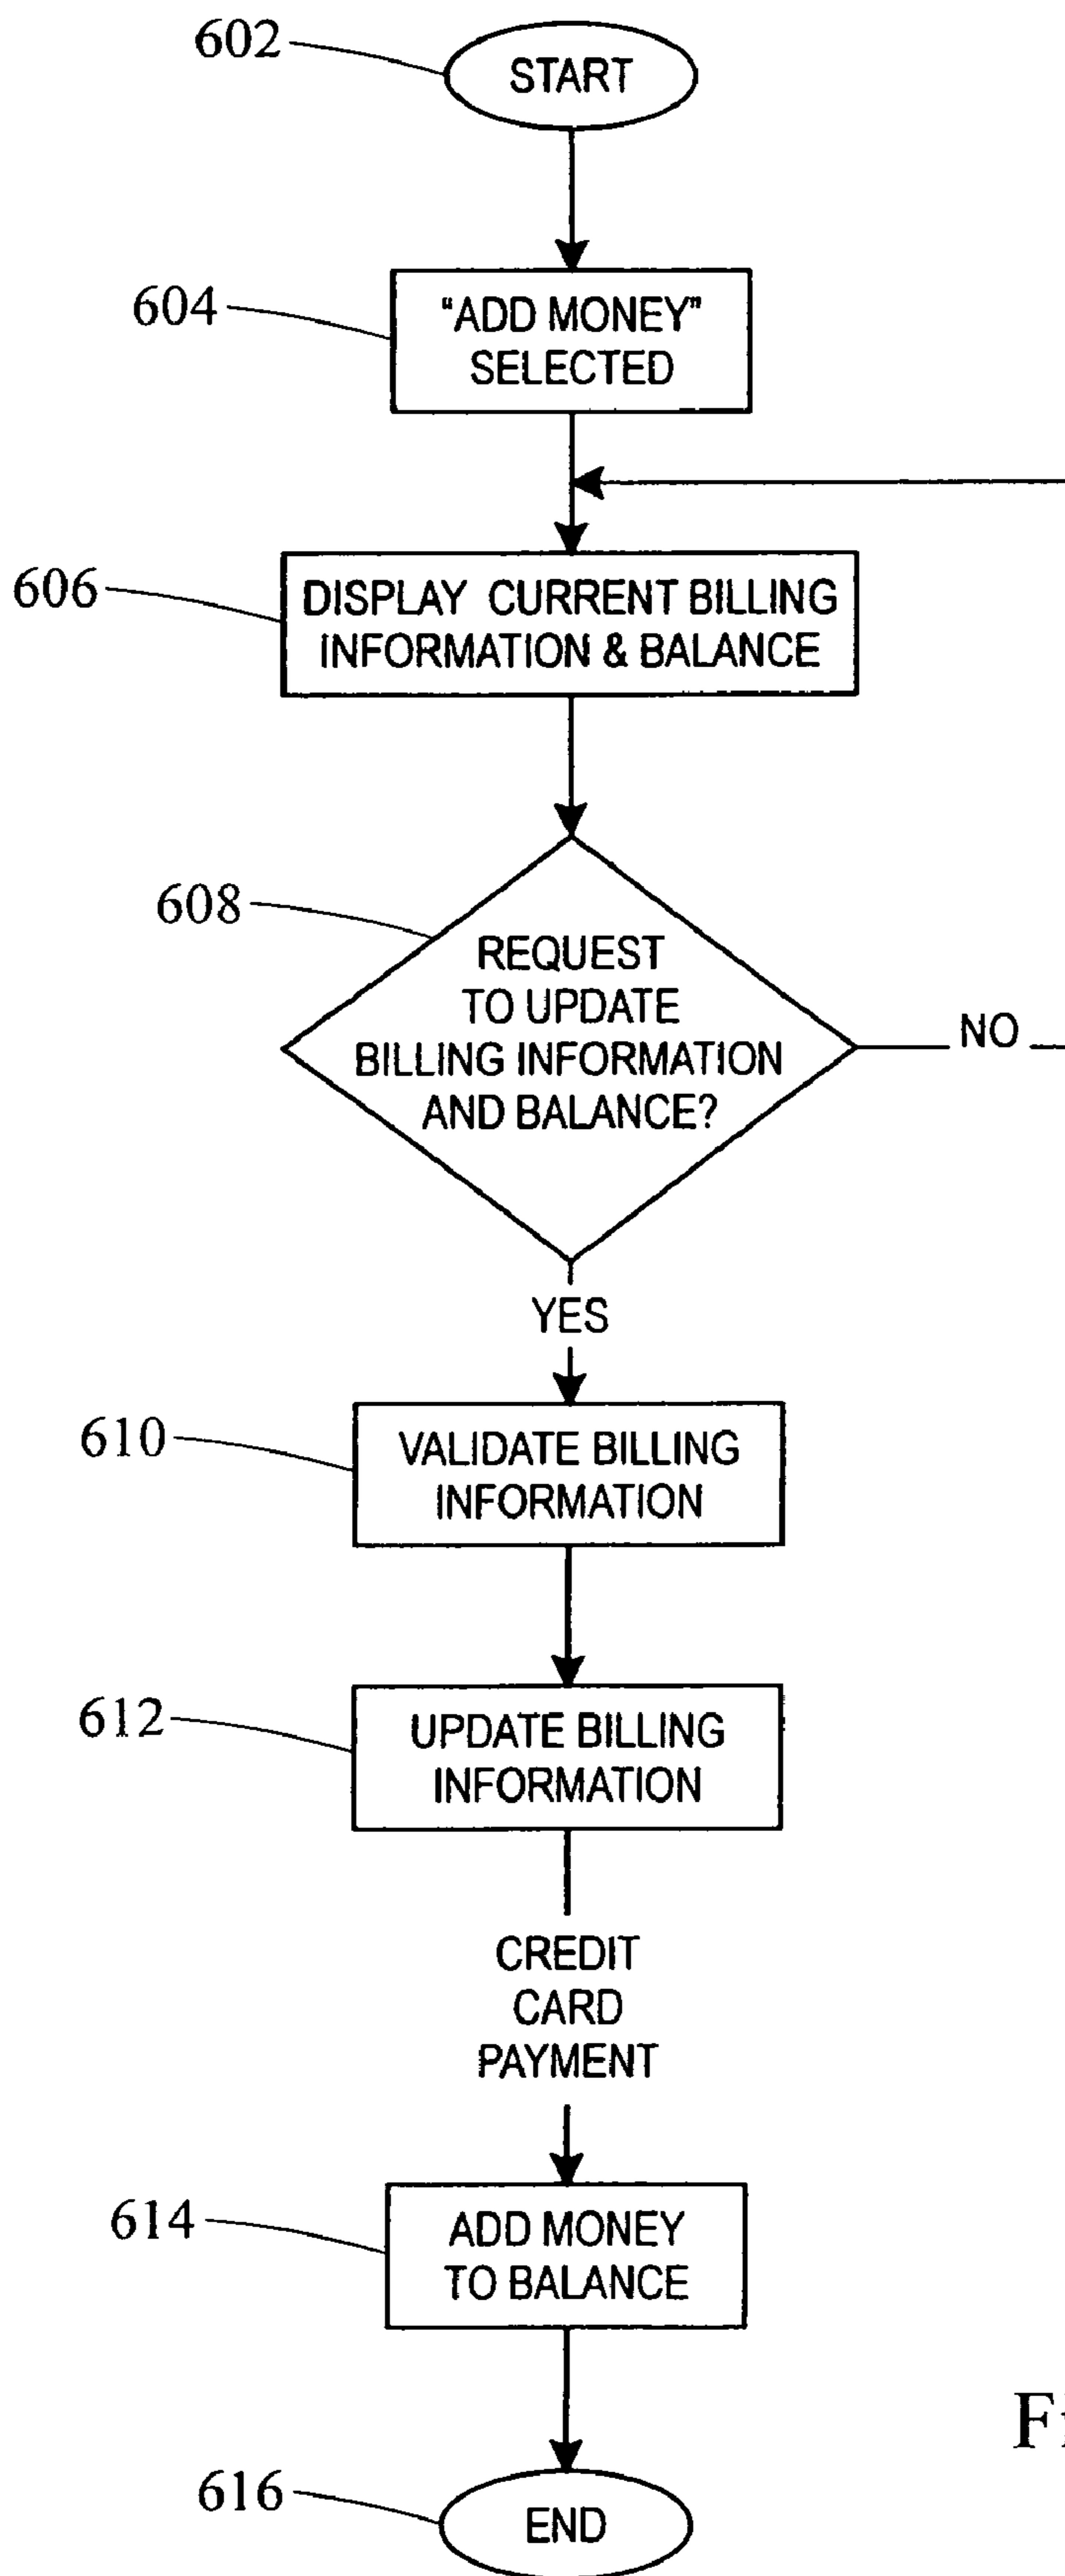 602
START
604
"ADD MONEY"
SELECTED
606
DISPLAY CURRENT BILLING
INFORMATION & BALANCE
608
REQUEST
TO UPDATE
BILLING INFORMATION
AND BALANCE?
NO
YES
610
VALIDATE BILLING
INFORMATION
612
UPDATE BILLING
INFORMATION
CREDIT
CARD
PAYMENT
614
ADD MONEY
TO BALANCE
616
END